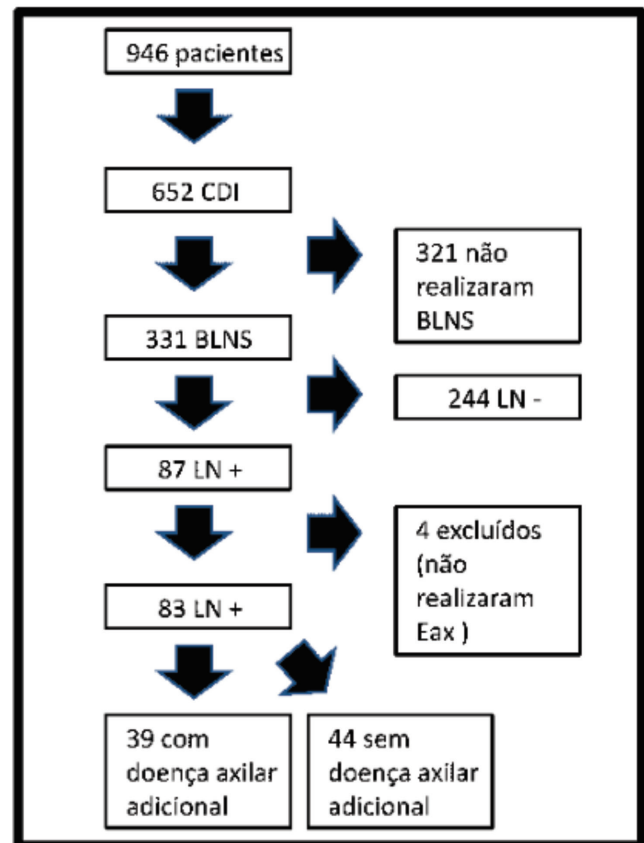 946 pacientes
652 CDI
321 não
realizaram
BLNS
331 BLNS
244 LN -
87 LN +
4 excluídos
(não
realizaram
Eax )
83 LN +
39 com
doença axilar
adicional
44 sem
doença axilar
adicional